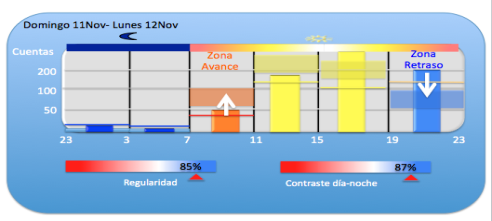 Domingo 11Nov- Lunes 12Nov
Cuentas
Zona
Avance
Zona
Retraso
200
100
50
23 3 7 11 15 19 23
85%
87%
Regularidad
Contraste día-noche